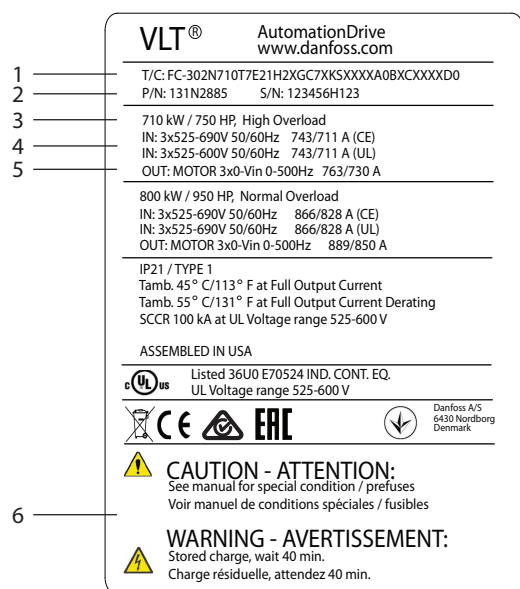 VLT® AutomationDrive
www.danfoss.com
1 T/C: FC-302N710T7E21H2XGC7XKSXXXXA0BXCXXXXD0
2 P/N: 131N2885 S/N: 123456H123
3 710 kW / 750 HP, High Overload
4 IN: 3x525-690V 50/60Hz 743/711 A (CE)
IN: 3x525-600V 50/60Hz 743/711 A (UL)
5 OUT: MOTOR 3x0-Vin 0-500Hz 763/730 A
800 kW / 950 HP, Normal Overload
IN: 3x525-690V 50/60Hz 866/828 A (CE)
IN: 3x525-690V 50/60Hz 866/828 A (UL)
OUT: MOTOR 3x0-Vin 0-500Hz 889/850 A
IP21 / TYPE 1
Tamb. 45° C/113° F at Full Output Current
Tamb. 55° C/131° F at Full Output Current Derating
SCCR 100 kA at UL Voltage range 525-600 V
ASSEMBLED IN USA
c UL us Listed 36U0 E70524 IND. CONT. EQ.
UL Voltage range 525-600 V
CE EAC
Danfoss A/S
6430 Nordborg
Denmark
CAUTION - ATTENTION:
See manual for special condition / prefuses
Voir manuel de conditions spéciales / fusibles
6
WARNING - AVERTISSEMENT:
Stored charge, wait 40 min.
Charge résiduelle, attendez 40 min.